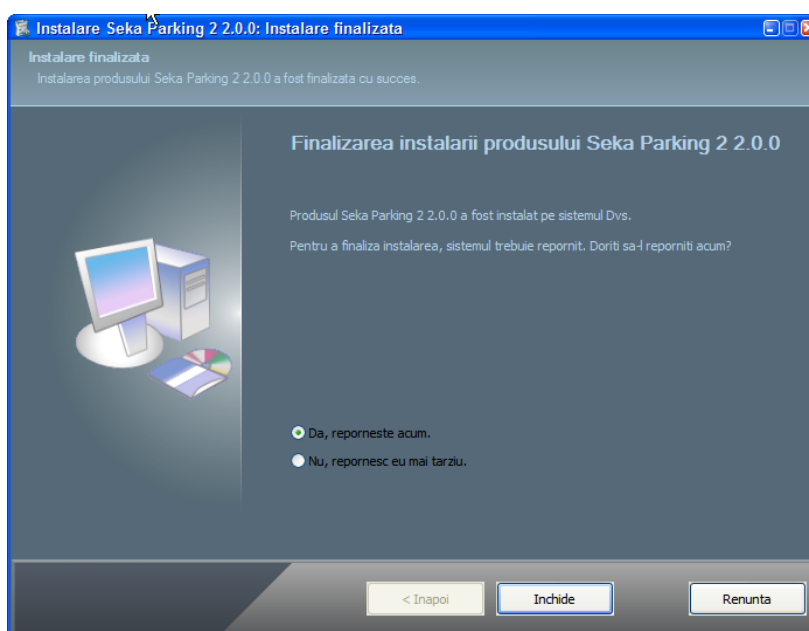 Instalare Seka Parking 2 2.0.0: Instalare finalizata
Instalare finalizata
Instalarea produsului Seka Parking 2 2.0.0 a fost finalizata cu succes.
Finalizarea instalarii produsului Seka Parking 2 2.0.0
Produsul Seka Parking 2 2.0.0 a fost instalat pe sistemul Dvs.
Pentru a finaliza instalarea, sistemul trebuie repornit. Doriti sa-l reporniti acum?
Da, reporneste acum.
Nu, repornesc eu mai tarziu.
< Inapoi
Inchide
Renunta